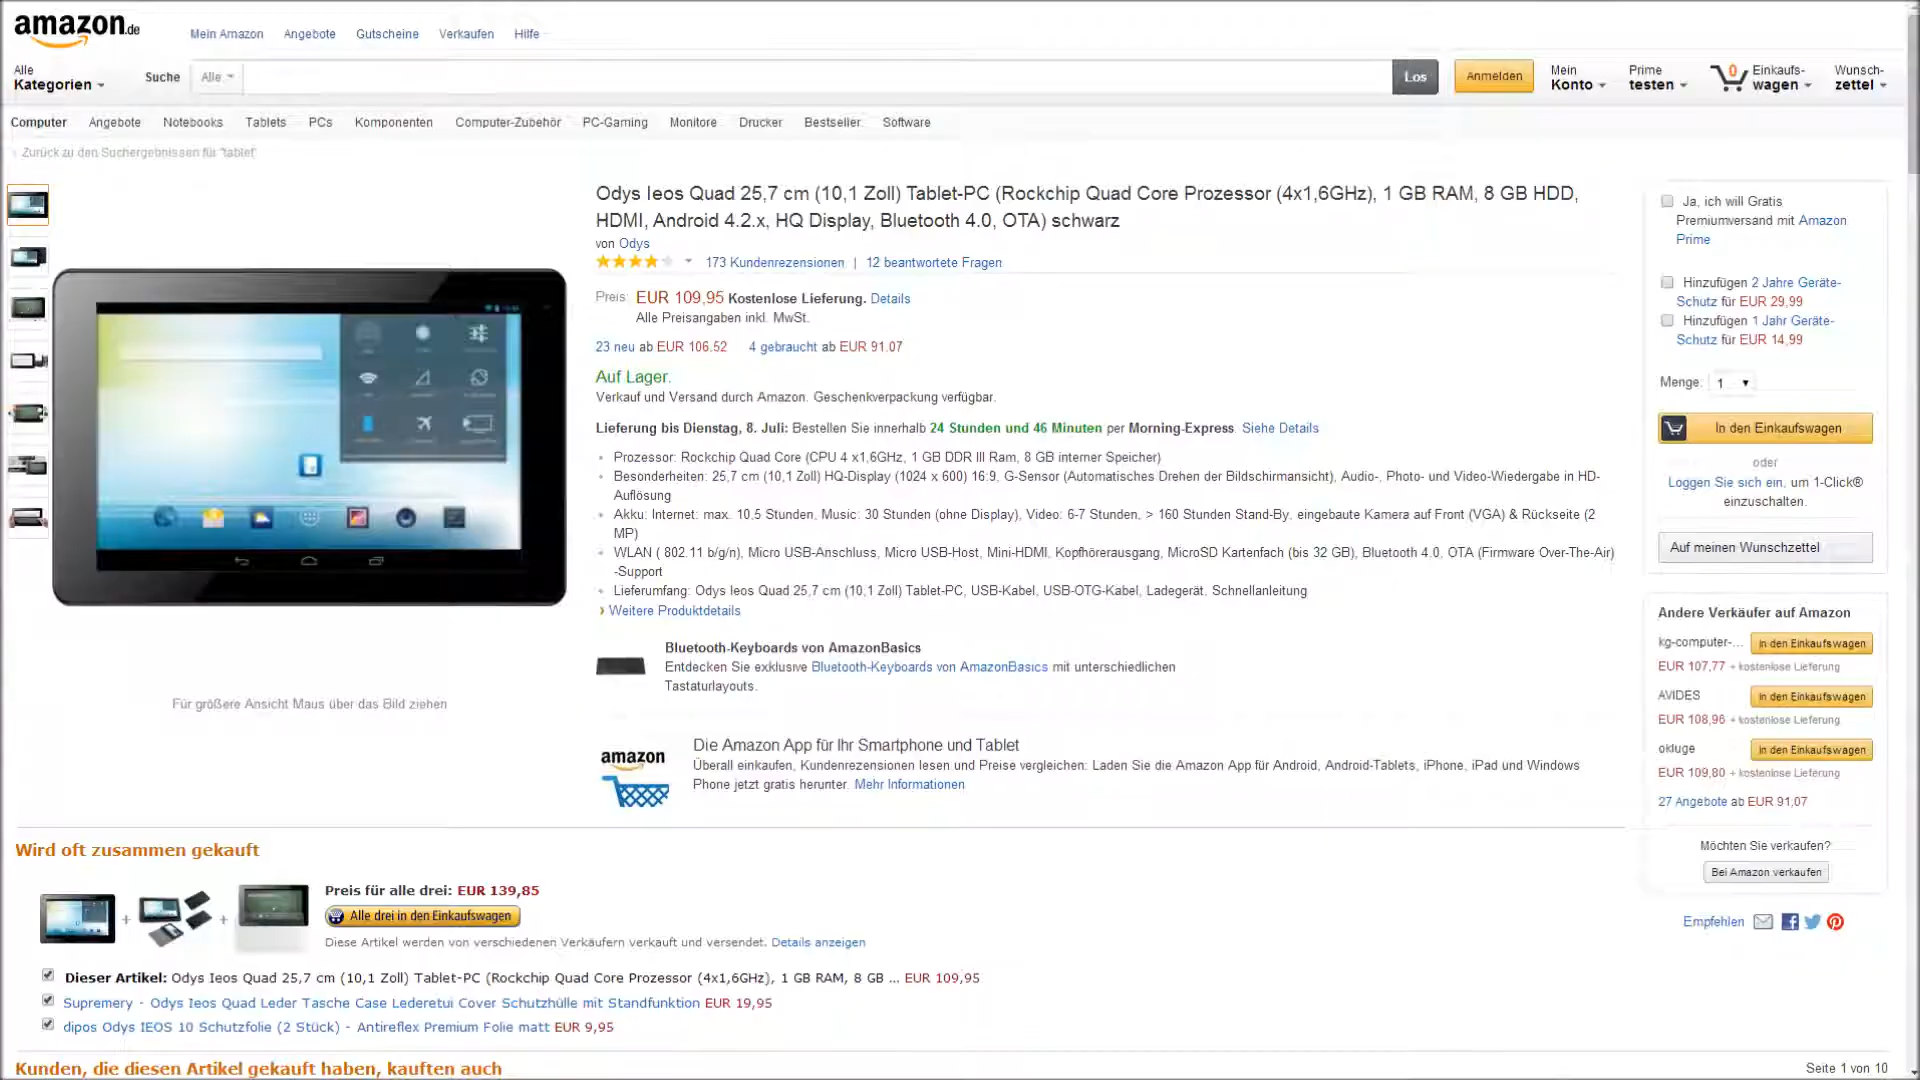 amazon.de
Mein Amazon Angebote Gutscheine Verkaufen Hilfe
Alle
Kategorien
Suche Alle Los Anmelden
Mein
Konto
Prime
testen
0 Einkaufs-
wagen
Wunsch-
zettel
Computer Angebote Notebooks Tablets PCs Komponenten Computer-Zubehör PC-Gaming Monitore Drucker Bestseller Software
‹ Zurück zu den Suchergebnissen für "tablet"
Odys Ieos Quad 25,7 cm (10,1 Zoll) Tablet-PC (Rockchip Quad Core Prozessor (4x1,6GHz), 1 GB RAM, 8 GB HDD,
HDMI, Android 4.2.x, HQ Display, Bluetooth 4.0, OTA) schwarz
von Odys
173 Kundenrezensionen | 12 beantwortete Fragen
Preis: EUR 109,95 Kostenlose Lieferung. Details
Alle Preisangaben inkl. MwSt.
23 neu ab EUR 106.52 4 gebraucht ab EUR 91.07
Auf Lager.
Verkauf und Versand durch Amazon. Geschenkverpackung verfügbar.
Lieferung bis Dienstag, 8. Juli: Bestellen Sie innerhalb 24 Stunden und 46 Minuten per Morning-Express. Siehe Details
• Prozessor: Rockchip Quad Core (CPU 4 x1,6GHz, 1 GB DDR III Ram, 8 GB interner Speicher)
• Besonderheiten: 25,7 cm (10,1 Zoll) HQ-Display (1024 x 600) 16:9, G-Sensor (Automatisches Drehen der Bildschirmansicht), Audio-, Photo- und Video-Wiedergabe in HD-
Auflösung
• Akku: Internet: max. 10,5 Stunden, Music: 30 Stunden (ohne Display), Video: 6-7 Stunden, > 160 Stunden Stand-By, eingebaute Kamera auf Front (VGA) & Rückseite (2
MP)
• WLAN ( 802.11 b/g/n), Micro USB-Anschluss, Micro USB-Host, Mini-HDMI, Kopfhörerausgang, MicroSD Kartenfach (bis 32 GB), Bluetooth 4.0, OTA (Firmware Over-The-Air)
-Support
• Lieferumfang: Odys Ieos Quad 25,7 cm (10,1 Zoll) Tablet-PC, USB-Kabel, USB-OTG-Kabel, Ladegerät. Schnellanleitung
› Weitere Produktdetails
Für größere Ansicht Maus über das Bild ziehen
Bluetooth-Keyboards von AmazonBasics
Entdecken Sie exklusive Bluetooth-Keyboards von AmazonBasics mit unterschiedlichen
Tastaturlayouts.
amazon
Die Amazon App für Ihr Smartphone und Tablet
Überall einkaufen, Kundenrezensionen lesen und Preise vergleichen: Laden Sie die Amazon App für Android, Android-Tablets, iPhone, iPad und Windows
Phone jetzt gratis herunter. Mehr Informationen
Ja, ich will Gratis
Premiumversand mit Amazon
Prime
Hinzufügen 2 Jahre Geräte-
Schutz für EUR 29,99
Hinzufügen 1 Jahr Geräte-
Schutz für EUR 14,99
Menge: 1
In den Einkaufswagen
oder
Loggen Sie sich ein, um 1-Click®
einzuschalten.
Auf meinen Wunschzettel
Andere Verkäufer auf Amazon
kg-computer-... In den Einkaufswagen
EUR 107,77 + kostenlose Lieferung
AVIDES In den Einkaufswagen
EUR 108,96 + kostenlose Lieferung
okluge In den Einkaufswagen
EUR 109,80 + kostenlose Lieferung
27 Angebote ab EUR 91,07
Möchten Sie verkaufen?
Bei Amazon verkaufen
Empfehlen
Wird oft zusammen gekauft
Preis für alle drei: EUR 139,85
Alle drei in den Einkaufswagen
Diese Artikel werden von verschiedenen Verkäufern verkauft und versendet. Details anzeigen
Dieser Artikel: Odys Ieos Quad 25,7 cm (10,1 Zoll) Tablet-PC (Rockchip Quad Core Prozessor (4x1,6GHz), 1 GB RAM, 8 GB ... EUR 109,95
Supremery - Odys Ieos Quad Leder Tasche Case Lederetui Cover Schutzhülle mit Standfunktion EUR 19,95
dipos Odys IEOS 10 Schutzfolie (2 Stück) - Antireflex Premium Folie matt EUR 9,95
Kunden, die diesen Artikel gekauft haben, kauften auch
Seite 1 von 10